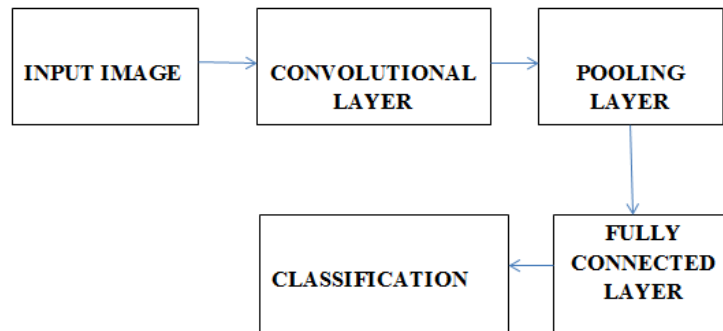 INPUT IMAGE
CONVOLUTIONAL
LAYER
POOLING
LAYER
FULLY
CONNECTED
LAYER
CLASSIFICATION